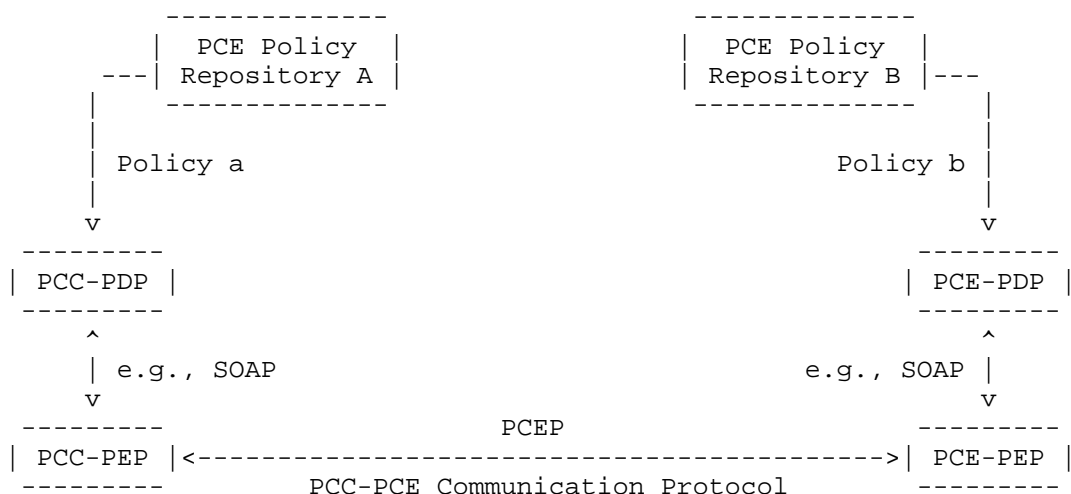 PCE Policy PCE Policy
Repository A Repository B
Policy a Policy b
PCC-PDP PCE-PDP
e.g., SOAP e.g., SOAP
PCEP
PCC-PEP PCE-PEP
PCC-PCE Communication Protocol